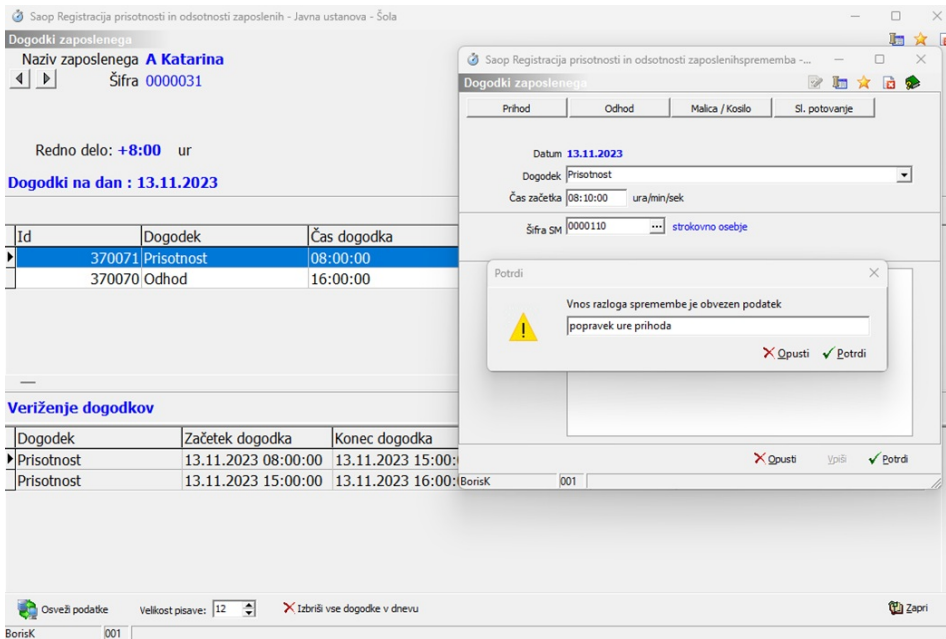 Saop Registracija prisotnosti in odsotnosti zaposlenih - Javna ustanova - Šola
Dogodki zaposlenega
Naziv zaposlenega A Katarina
Šifra 0000031
Redno delo: +8:00 ur
Dogodki na dan : 13.11.2023
Id Dogodek Čas dogodka
370071 Prisotnost 08:00:00
370070 Odhod 16:00:00
Veriženje dogodkov
Dogodek Začetek dogodka Konec dogodka
Prisotnost 13.11.2023 08:00:00 13.11.2023 15:00:
Prisotnost 13.11.2023 15:00:00 13.11.2023 16:00:
Osveži podatke Velikost pisave: 12 Izbriši vse dogodke v dnevu Zapri
BorisK 001
Saop Registracija prisotnosti in odsotnosti zaposlenihsprememba -...
Dogodki zaposlenega
Prihod Odhod Malica / Kosilo Sl. potovanje
Datum 13.11.2023
Dogodek Prisotnost
Čas začetka 08:10:00 ura/min/sek
Šifra SM 0000110 ... strokovno osebje
Potrdi
Vnos razloga spremembe je obvezen podatek
popravek ure prihoda
Opusti Potrdi
Opusti Vpiši Potrdi
BorisK 001